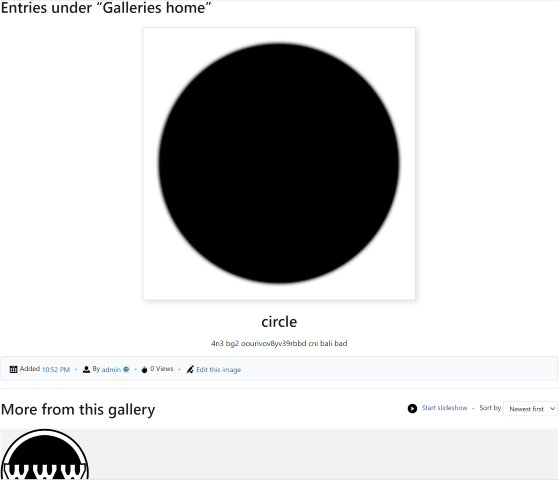 Entries under “Galleries home”
circle
4n3 bg2 oourivov8yv39rbbd cni bali bad
Added 10:52 PM · By admin · 0 Views · Edit this image
More from this gallery
Start slideshow · Sort by Newest first
WWW